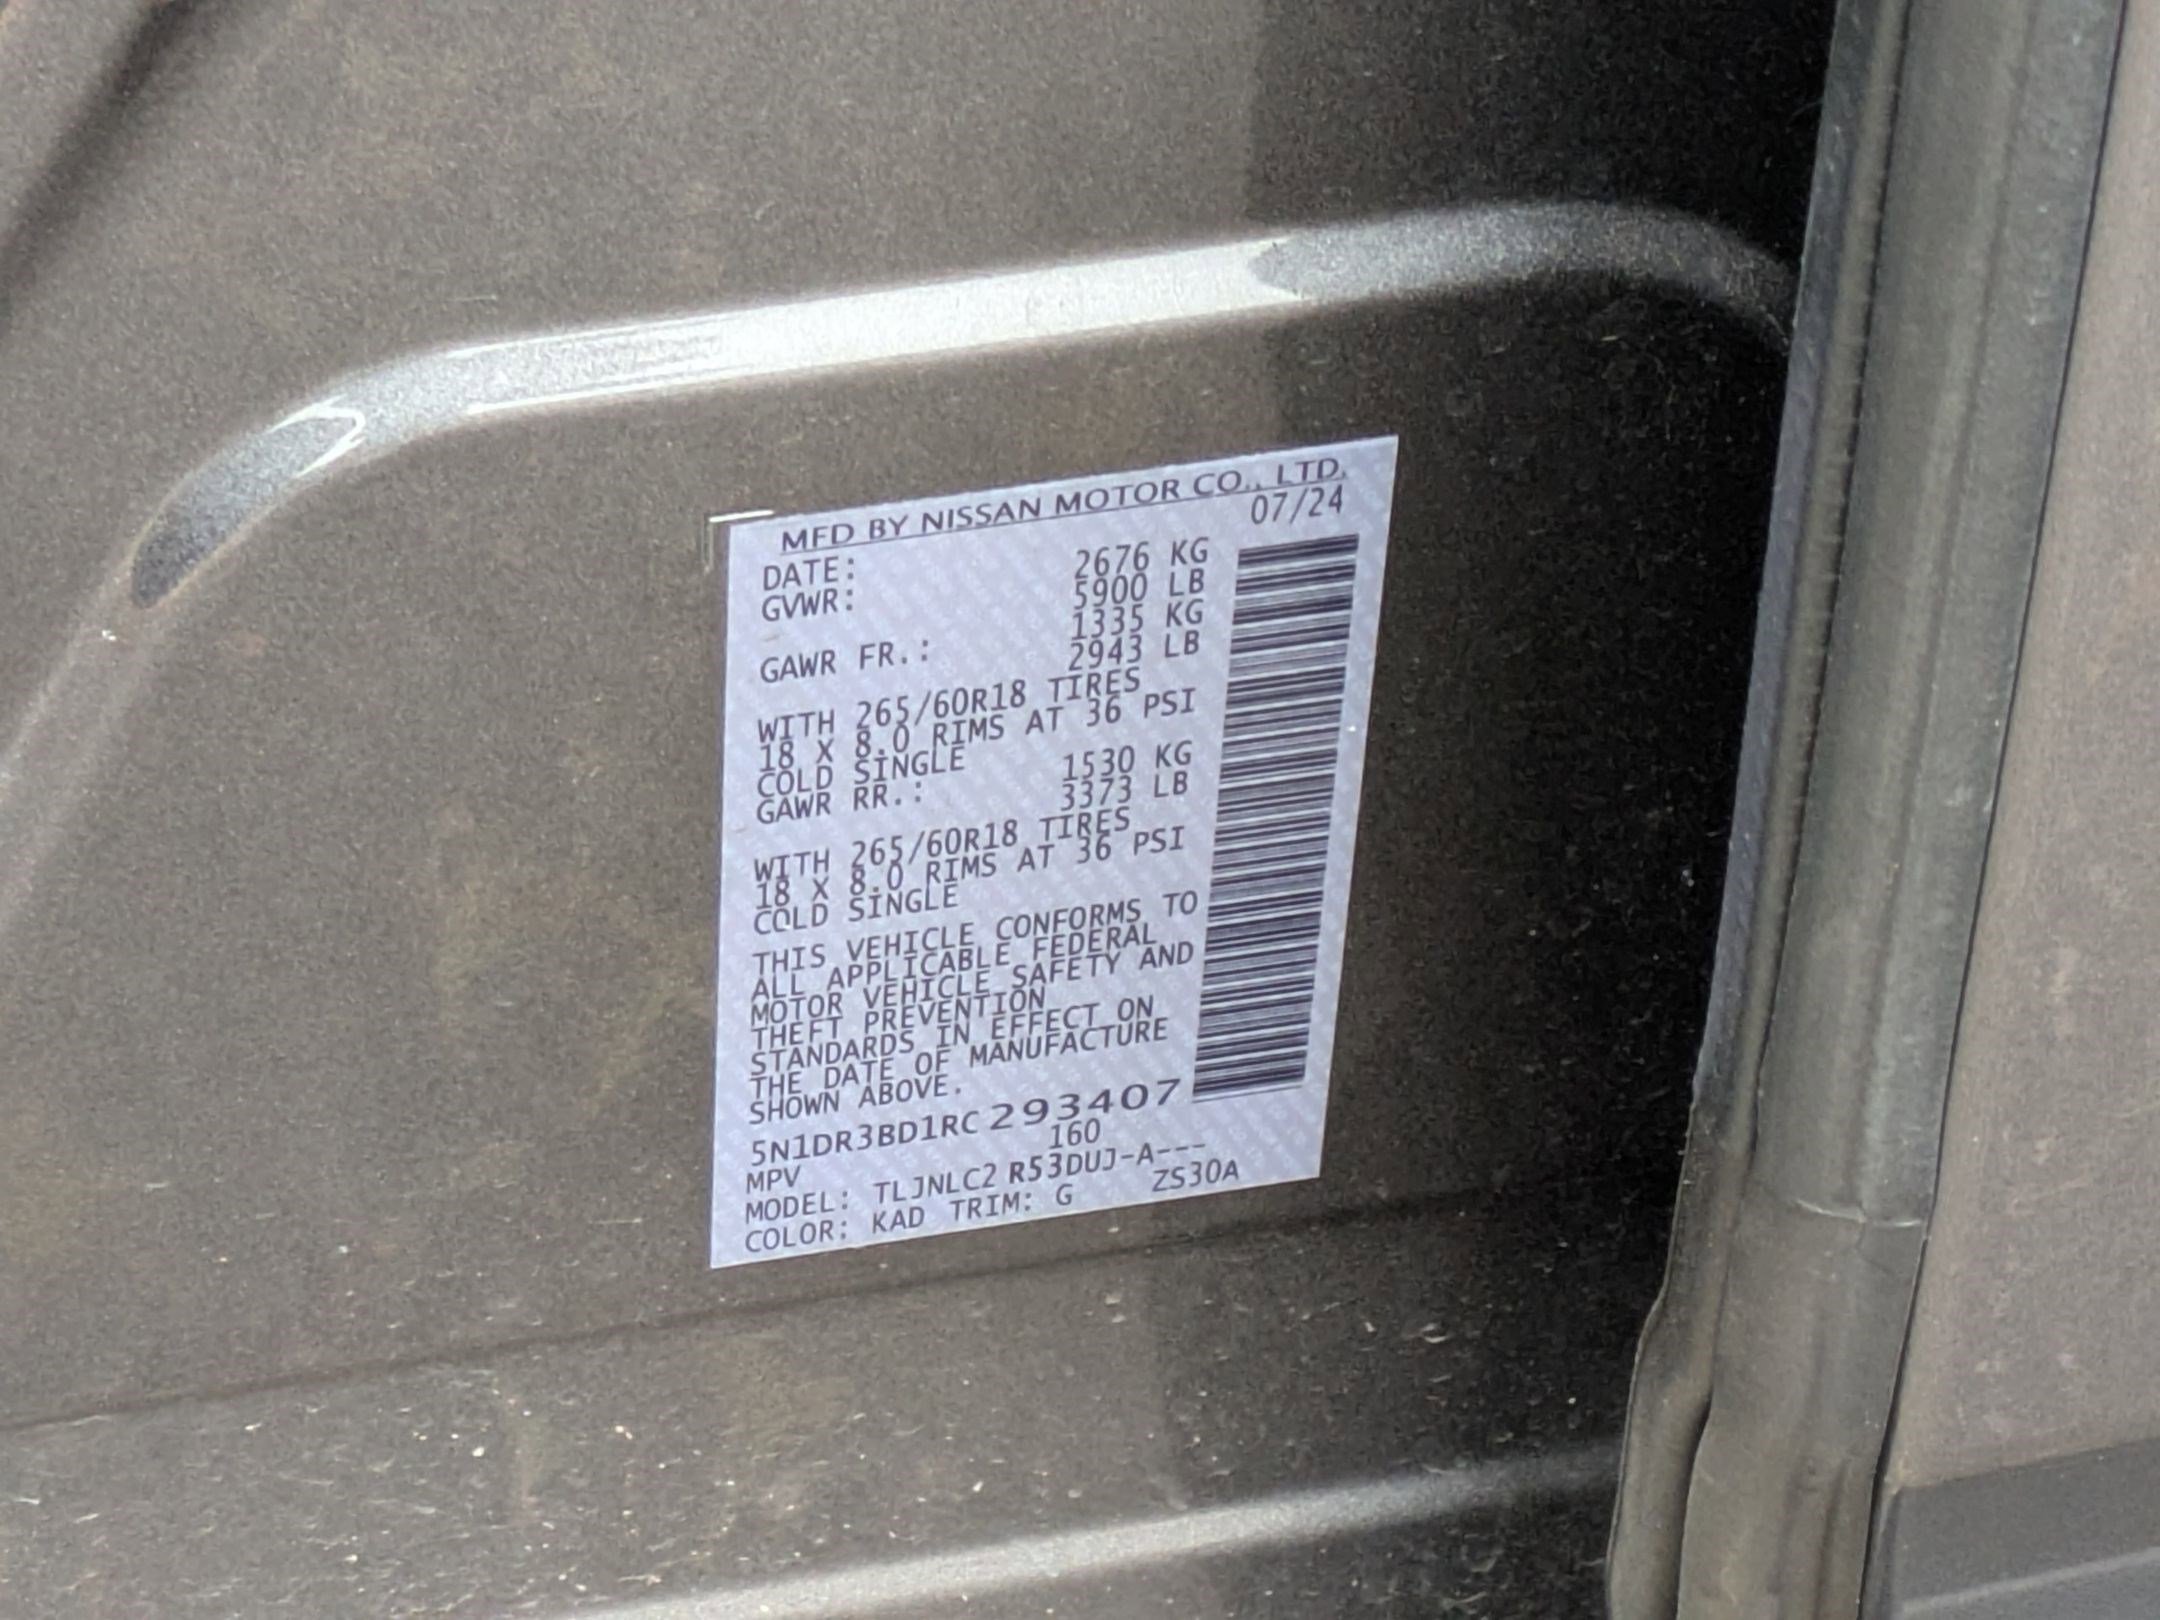 MFD BY NISSAN MOTOR CO., LTD.
DATE: 07/24
GVWR: 2676 KG
5900 LB
GAWR FR.: 1335 KG
2943 LB
WITH 265/60R18 TIRES
18 X 8.0 RIMS AT 36 PSI
COLD SINGLE
GAWR RR.: 1530 KG
3373 LB
WITH 265/60R18 TIRES
18 X 8.0 RIMS AT 36 PSI
COLD SINGLE
THIS VEHICLE CONFORMS TO
ALL APPLICABLE FEDERAL
MOTOR VEHICLE SAFETY AND
THEFT PREVENTION
STANDARDS IN EFFECT ON
THE DATE OF MANUFACTURE
SHOWN ABOVE.
5N1DR3BD1RC 293407
MPV 160
MODEL: TLJNLC2 R53DUJ-A---
COLOR: KAD TRIM: G ZS30A